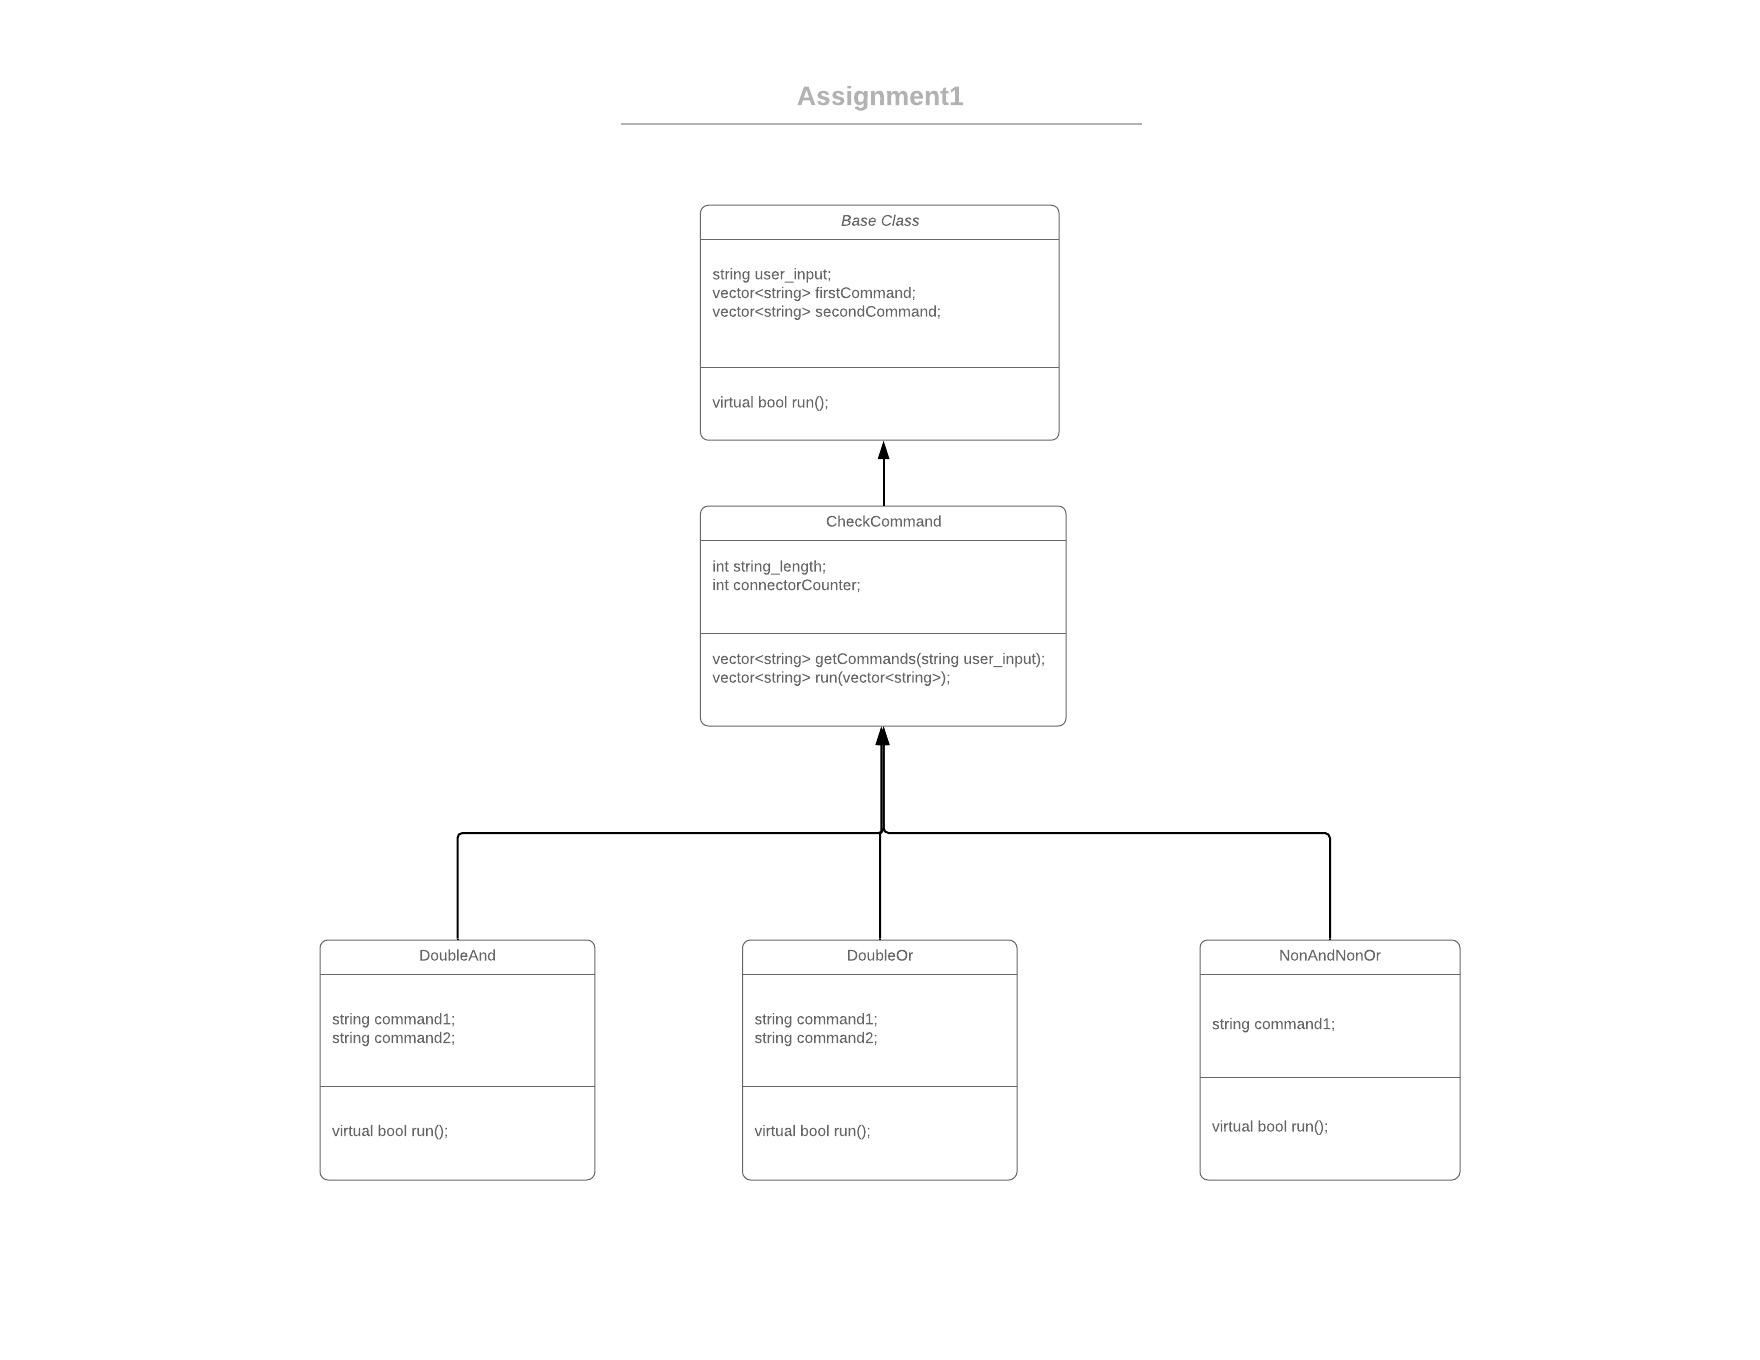 Assignment1
Base Class
string user_input;
vector<string> firstCommand;
vector<string> secondCommand;
virtual bool run();
CheckCommand
int string_length;
int connectorCounter;
vector<string> getCommands(string user_input);
vector<string> run(vector<string>);
DoubleAnd
string command1;
string command2;
virtual bool run();
DoubleOr
string command1;
string command2;
virtual bool run();
NonAndNonOr
string command1;
virtual bool run();